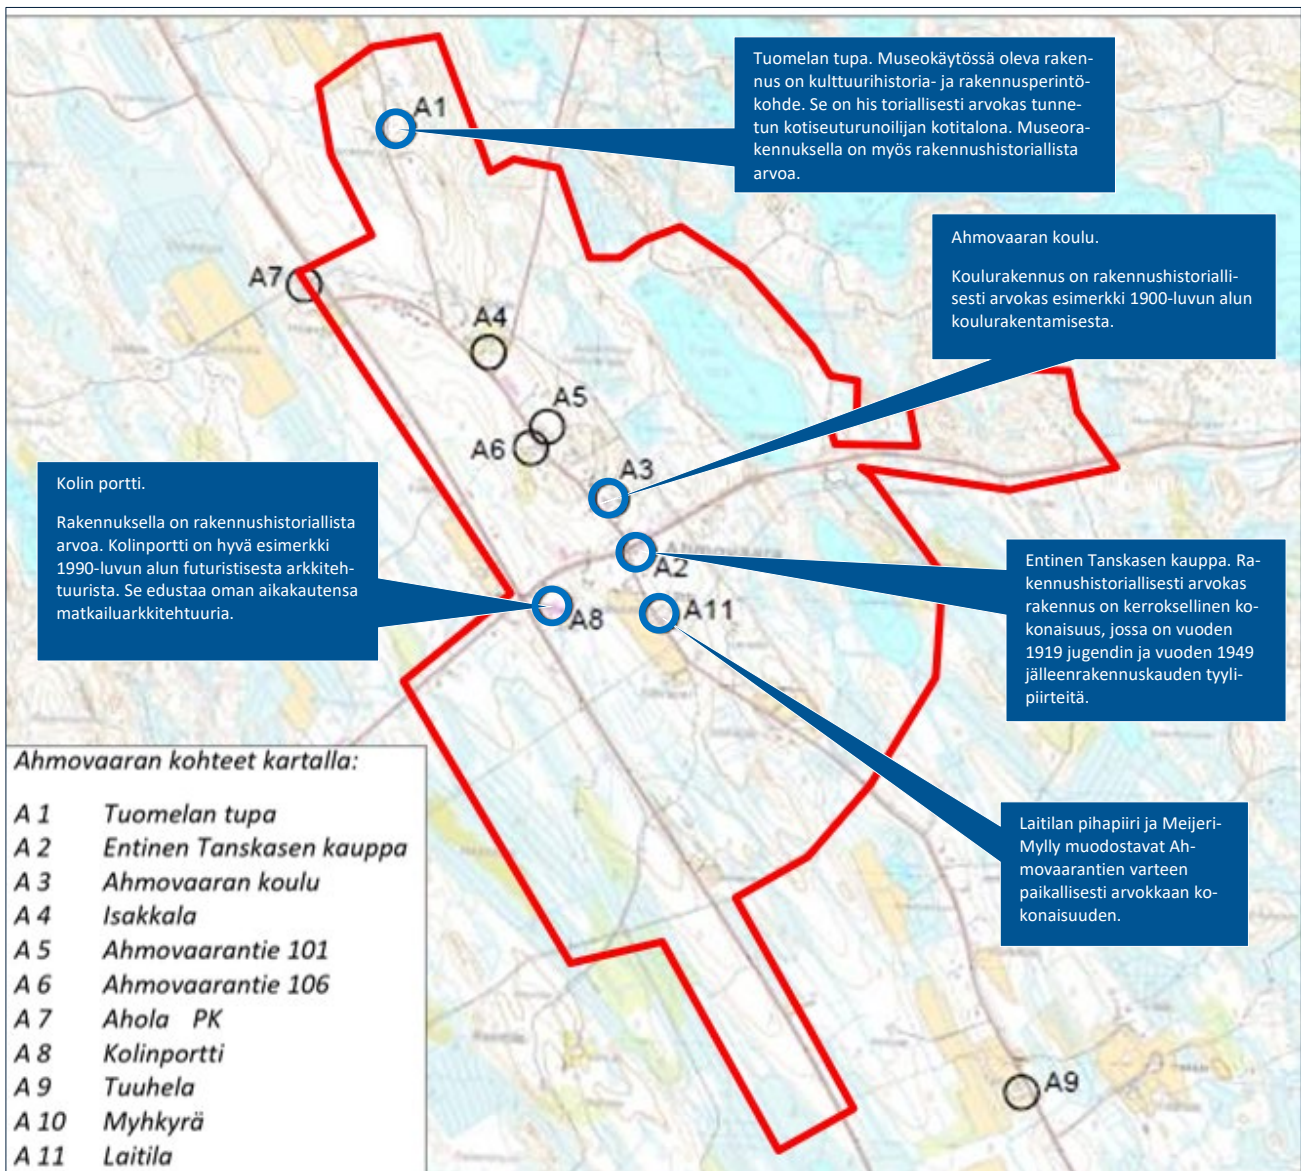 Tuomelan tupa. Museokäytössä oleva raken-
nus on kulttuurihistoria- ja rakennusperintö-
kohde. Se on his toriallisesti arvokas tunne-
tun kotiseuturunoilijan kotitalona. Museora-
kennuksella on myös rakennushistoriallista
arvoa.
A1
Ahmovaaran koulu.
Koulurakennus on rakennushistorialli-
sesti arvokas esimerkki 1900-luvun alun
koulurakentamisesta.
A7
A4
A5
A6
A3
Kolin portti.
Rakennuksella on rakennushistoriallista
arvoa. Kolinportti on hyvä esimerkki
1990-luvun alun futuristisesta arkkiteh-
tuurista. Se edustaa oman aikakautensa
matkailuarkkitehtuuria.
A2
A8
A11
Entinen Tanskasen kauppa. Ra-
kennushistoriallisesti arvokas
rakennus on kerroksellinen ko-
konaisuus, jossa on vuoden
1919 jugendin ja vuoden 1949
jälleenrakennuskauden tyyli-
piirteitä.
Laitilan pihapiiri ja Meijeri-
Mylly muodostavat Ah-
movaarantien varteen
paikallisesti arvokkaan ko-
konaisuuden.
A9
Ahmovaaran kohteet kartalla:
A 1 Tuomelan tupa
A 2 Entinen Tanskasen kauppa
A 3 Ahmovaaran koulu
A 4 Isakkala
A 5 Ahmovaarantie 101
A 6 Ahmovaarantie 106
A 7 Ahola PK
A 8 Kolinportti
A 9 Tuuhela
A 10 Myhkyrä
A 11 Laitila